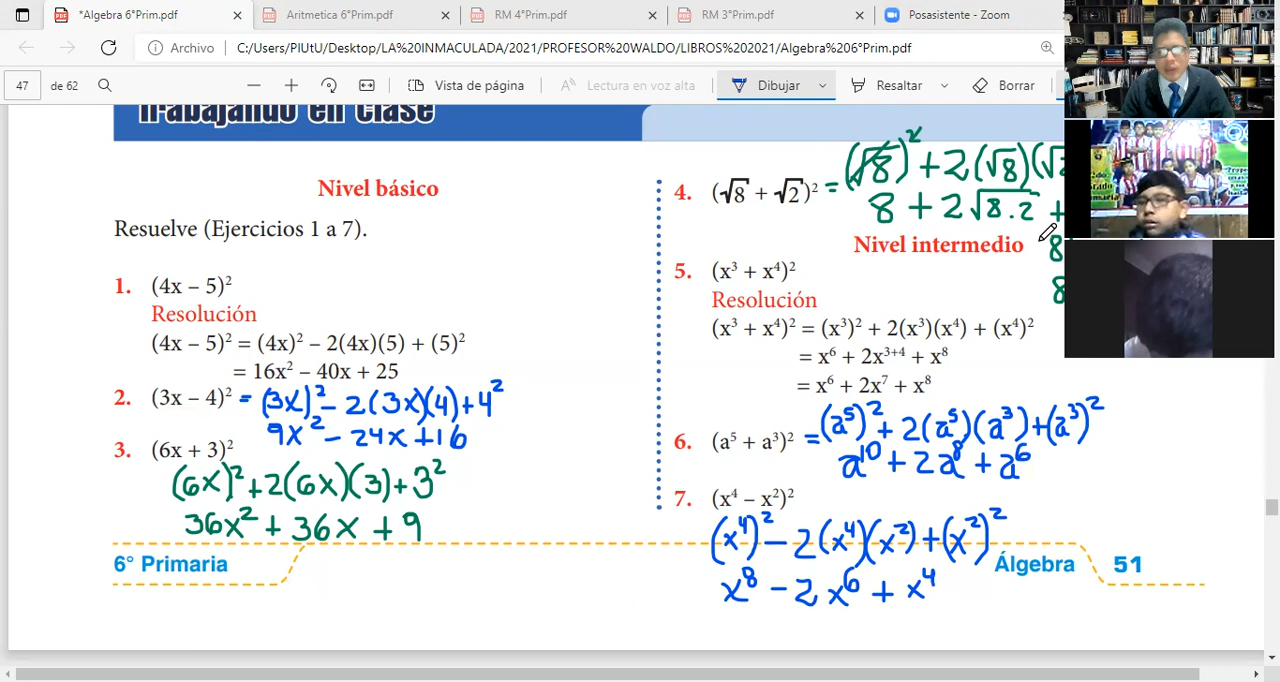 *Algebra 6°Prim.pdf
Aritmetica 6°Prim.pdf
RM 4°Prim.pdf
RM 3°Prim.pdf
Posasistente - Zoom
Archivo
C:/Users/PIUtU/Desktop/LA%20INMACULADA/2021/PROFESOR%20WALDO/LIBROS%202021/Algebra%206°Prim.pdf
47 de 62
Vista de página
Lectura en voz alta
Dibujar
Resaltar
Borrar
Trabajando en clase
Nivel básico
Resuelve (Ejercicios 1 a 7).
1. (4x – 5)²
Resolución
(4x – 5)² = (4x)² – 2(4x)(5) + (5)²
= 16x² – 40x + 25
2. (3x – 4)² = (3x)² - 2(3x)(4) + 4²
9x² - 24x + 16
3. (6x + 3)²
(6x)² + 2(6x)(3) + 3²
36x² + 36x + 9
4. (√8 + √2)² = (√8)² + 2(√8)(√2
8 + 2√8.2 +
8
8
Nivel intermedio
5. (x³ + x⁴)²
Resolución
(x³ + x⁴)² = (x³)² + 2(x³)(x⁴) + (x⁴)²
= x⁶ + 2x³⁺⁴ + x⁸
= x⁶ + 2x⁷ + x⁸
6. (a⁵ + a³)² = (a⁵)² + 2(a⁵)(a³) + (a³)²
a¹⁰ + 2a⁸ + a⁶
7. (x⁴ – x²)²
(x⁴)² - 2(x⁴)(x²) + (x²)²
x⁸ - 2x⁶ + x⁴
6° Primaria
Álgebra 51